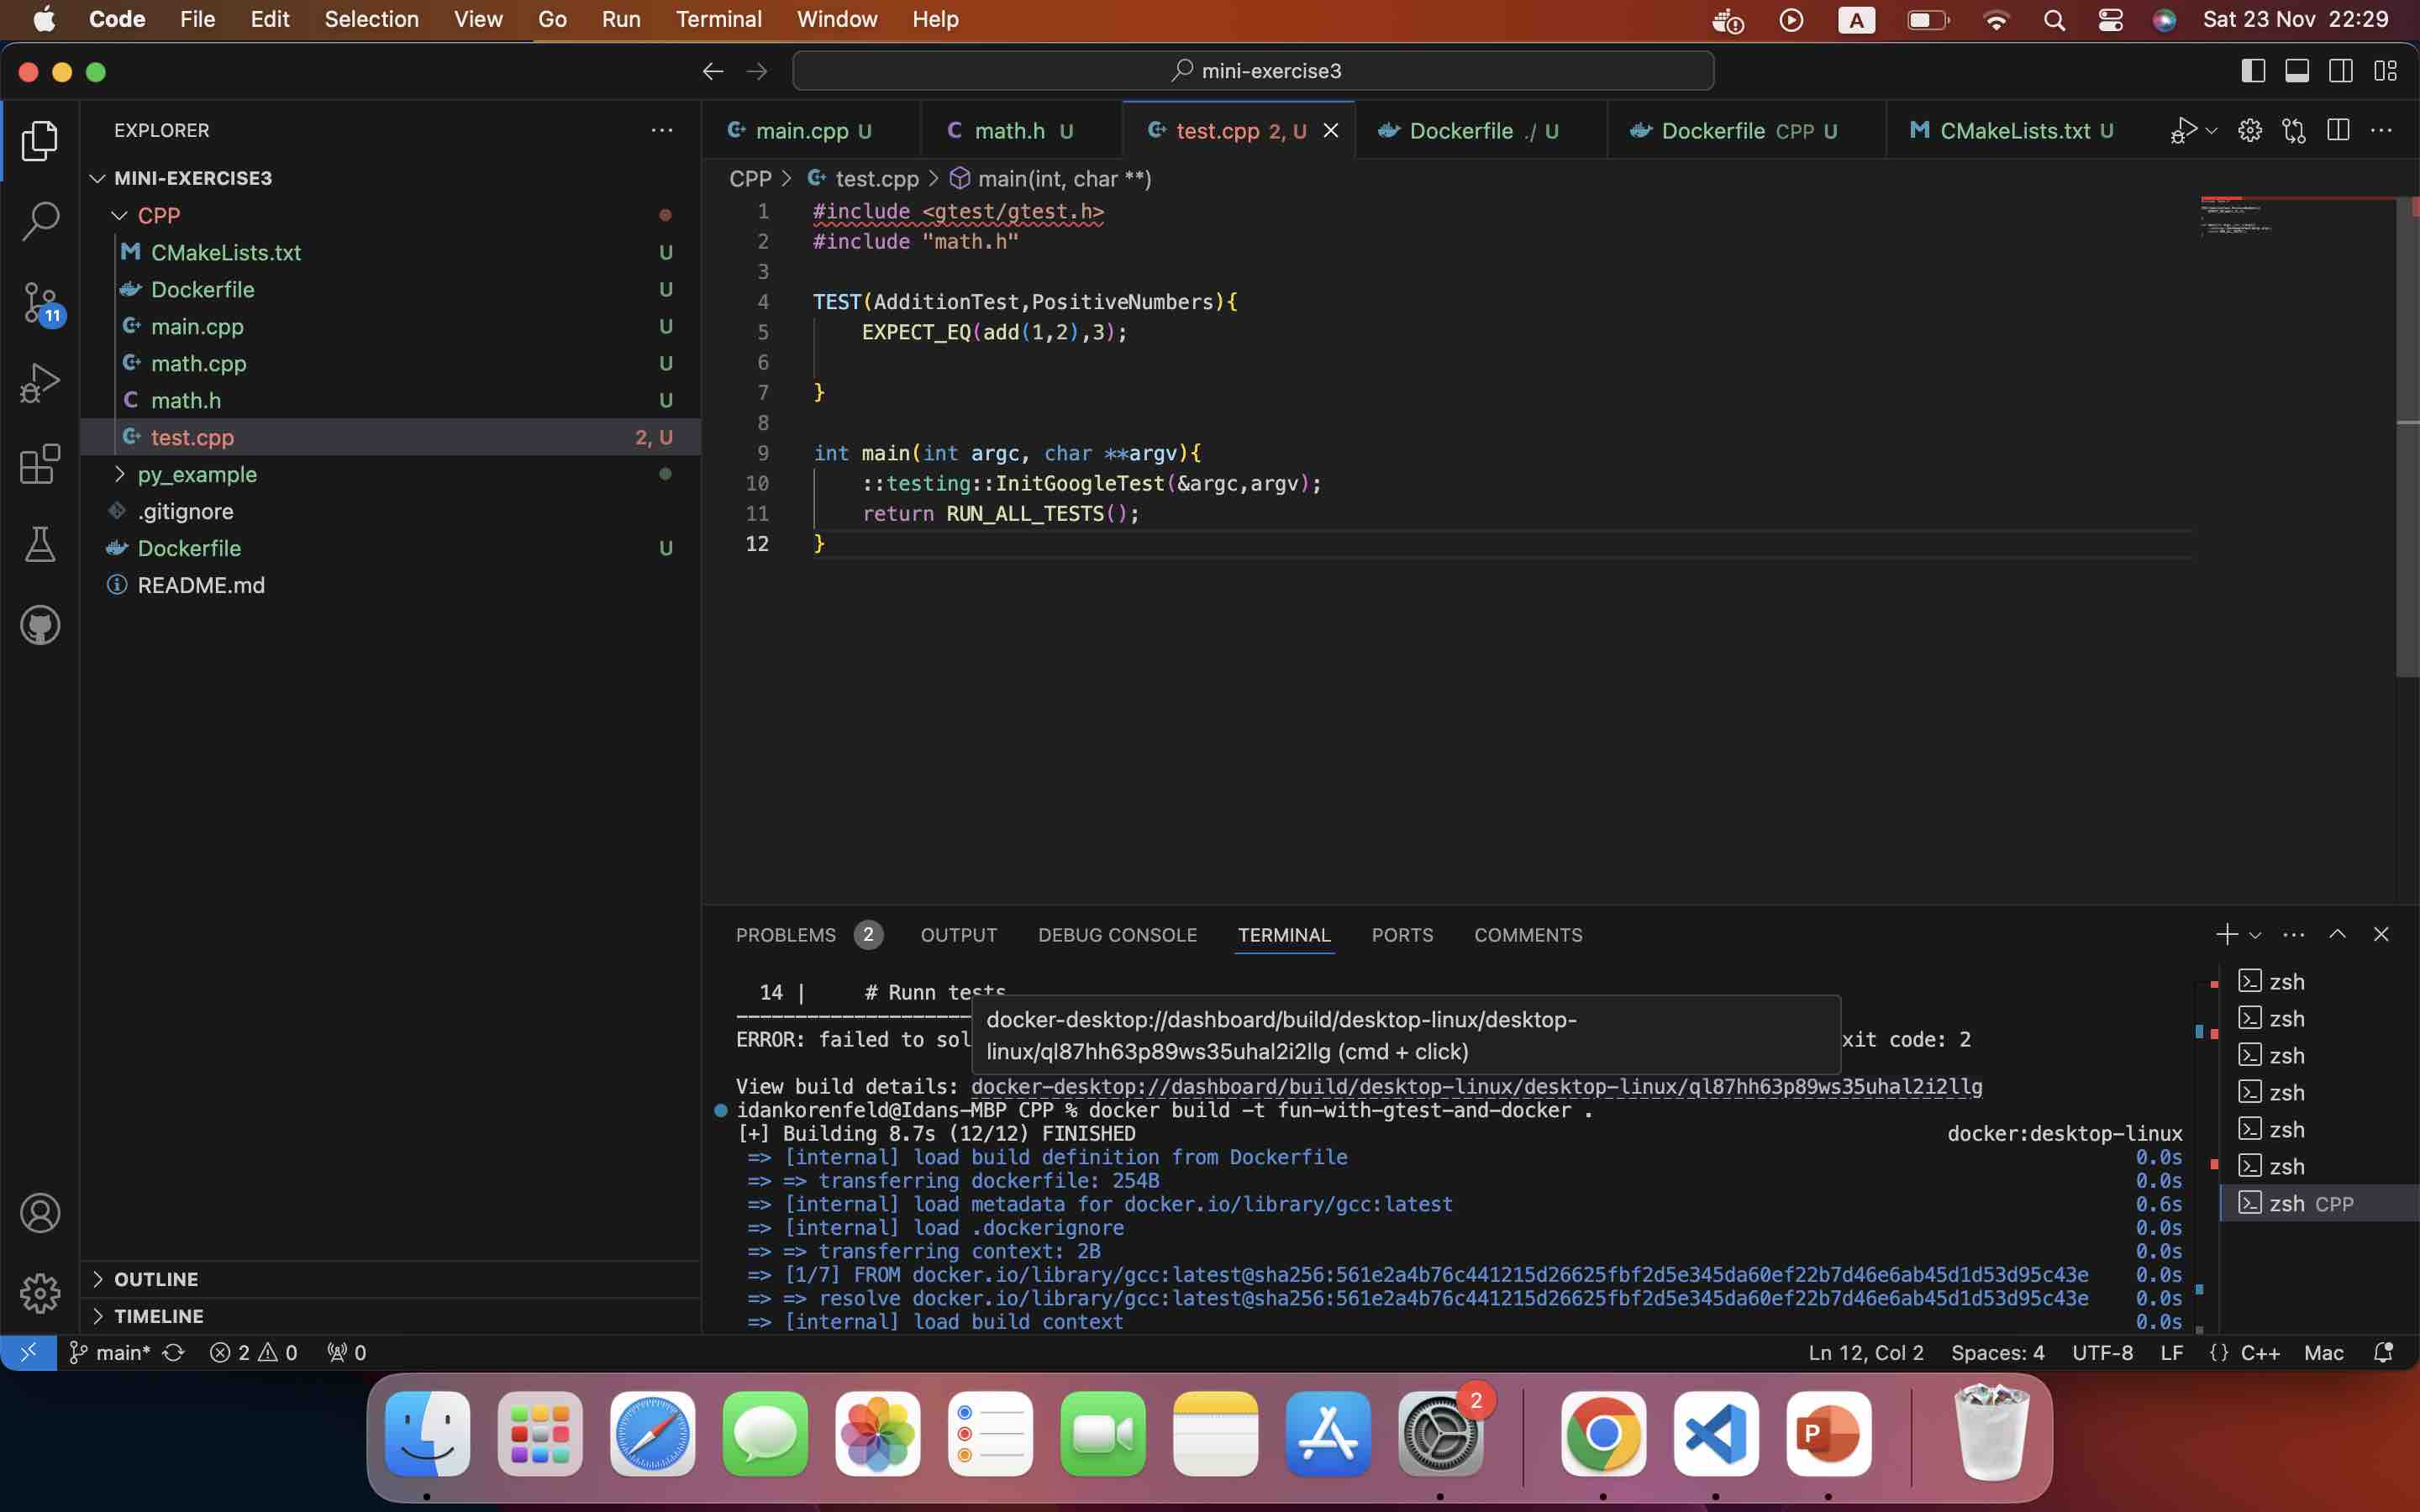 Code File Edit Selection View Go Run Terminal Window Help A Sat 23 Nov 22:29
mini-exercise3
EXPLORER
MINI-EXERCISE3
CPP
CMakeLists.txt U
Dockerfile U
main.cpp U
math.cpp U
math.h U
test.cpp 2, U
py_example
.gitignore
Dockerfile U
README.md
OUTLINE
TIMELINE
11
main.cpp U math.h U test.cpp 2, U Dockerfile ./ U Dockerfile CPP U CMakeLists.txt U
CPP > test.cpp > main(int, char **)
1 #include <gtest/gtest.h>
2 #include "math.h"
3
4 TEST(AdditionTest,PositiveNumbers){
5 EXPECT_EQ(add(1,2),3);
6
7 }
8
9 int main(int argc, char **argv){
10 ::testing::InitGoogleTest(&argc,argv);
11 return RUN_ALL_TESTS();
12 }
PROBLEMS 2 OUTPUT DEBUG CONSOLE TERMINAL PORTS COMMENTS
14 | # Runn tests
docker-desktop://dashboard/build/desktop-linux/desktop-
linux/ql87hh63p89ws35uhal2i2llg (cmd + click)
ERROR: failed to sol xit code: 2
View build details: docker-desktop://dashboard/build/desktop-linux/desktop-linux/ql87hh63p89ws35uhal2i2llg
idankorenfeld@Idans-MBP CPP % docker build -t fun-with-gtest-and-docker .
[+] Building 8.7s (12/12) FINISHED docker:desktop-linux
=> [internal] load build definition from Dockerfile 0.0s
=> => transferring dockerfile: 254B 0.0s
=> [internal] load metadata for docker.io/library/gcc:latest 0.6s
=> [internal] load .dockerignore 0.0s
=> => transferring context: 2B 0.0s
=> [1/7] FROM docker.io/library/gcc:latest@sha256:561e2a4b76c441215d26625fbf2d5e345da60ef22b7d46e6ab45d1d53d95c43e 0.0s
=> => resolve docker.io/library/gcc:latest@sha256:561e2a4b76c441215d26625fbf2d5e345da60ef22b7d46e6ab45d1d53d95c43e 0.0s
=> [internal] load build context 0.0s
zsh
zsh
zsh
zsh
zsh
zsh
zsh CPP
main* 2 0 0 Ln 12, Col 2 Spaces: 4 UTF-8 LF {} C++ Mac
2
P